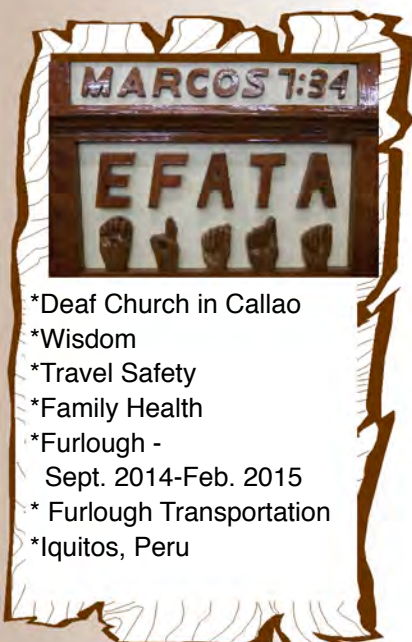 MARCOS 7:34
EFATA
*Deaf Church in Callao
*Wisdom
*Travel Safety
*Family Health
*Furlough -
Sept. 2014-Feb. 2015
* Furlough Transportation
*Iquitos, Peru